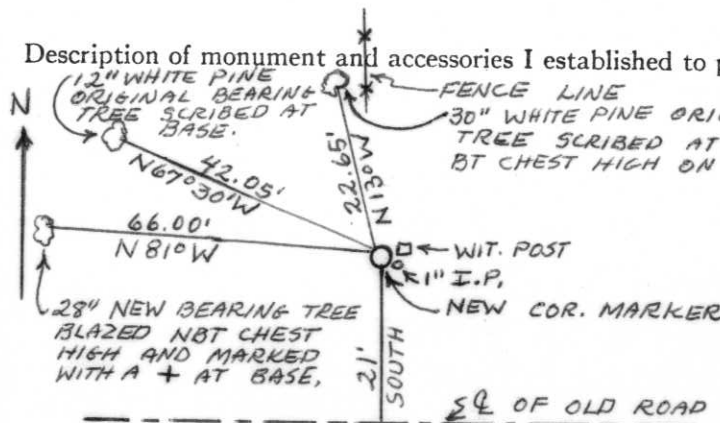 Description of monument and accessories I established to p
12" WHITE PINE
ORIGINAL BEARING
TREE SCRIBED AT
BASE.
FENCE LINE
30" WHITE PINE ORIG
TREE SCRIBED AT
BT CHEST HIGH ON
N
42.05'
N67°30'W
22.65'
N13°W
66.00'
N81°W
WIT. POST
1" I.P.
NEW COR. MARKER
28" NEW BEARING TREE
BLAZED NBT CHEST
HIGH AND MARKED
WITH A + AT BASE.
21'
SOUTH
℄ OF OLD ROAD